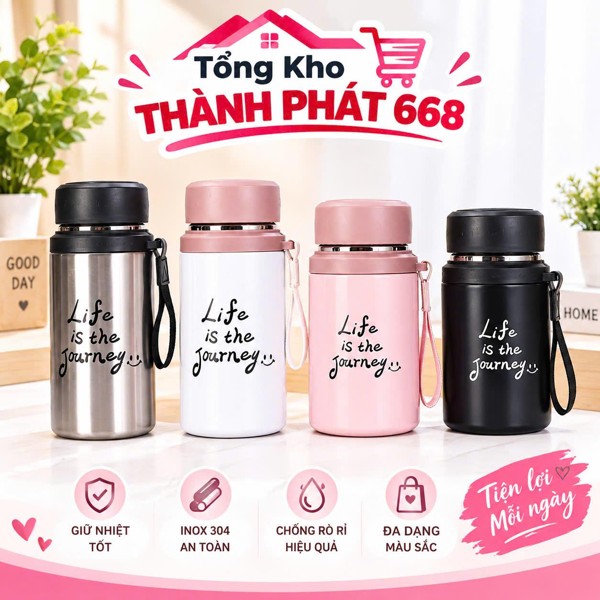 Tổng Kho
THÀNH PHÁT 668
GOOD
DAY
HOME
Life
is the
Journey
Life
is the
Journey
Life
is the
Journey
Life
is the
Journey
GIỮ NHIỆT
TỐT
INOX 304
AN TOÀN
CHỐNG RÒ RỈ
HIỆU QUẢ
ĐA DẠNG
MÀU SẮC
Tiện lợi
Mỗi ngày